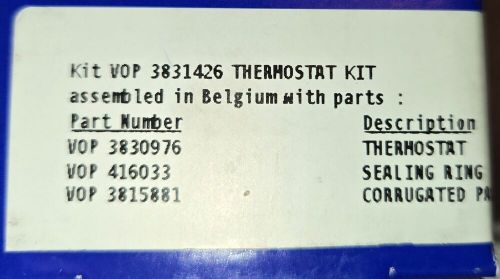 Kit VOP 3831426 THERMOSTAT KIT
assembled in Belgium with parts :
Part Number Description
VOP 3830976 THERMOSTAT
VOP 416033 SEALING RING
VOP 3815881 CORRUGATED